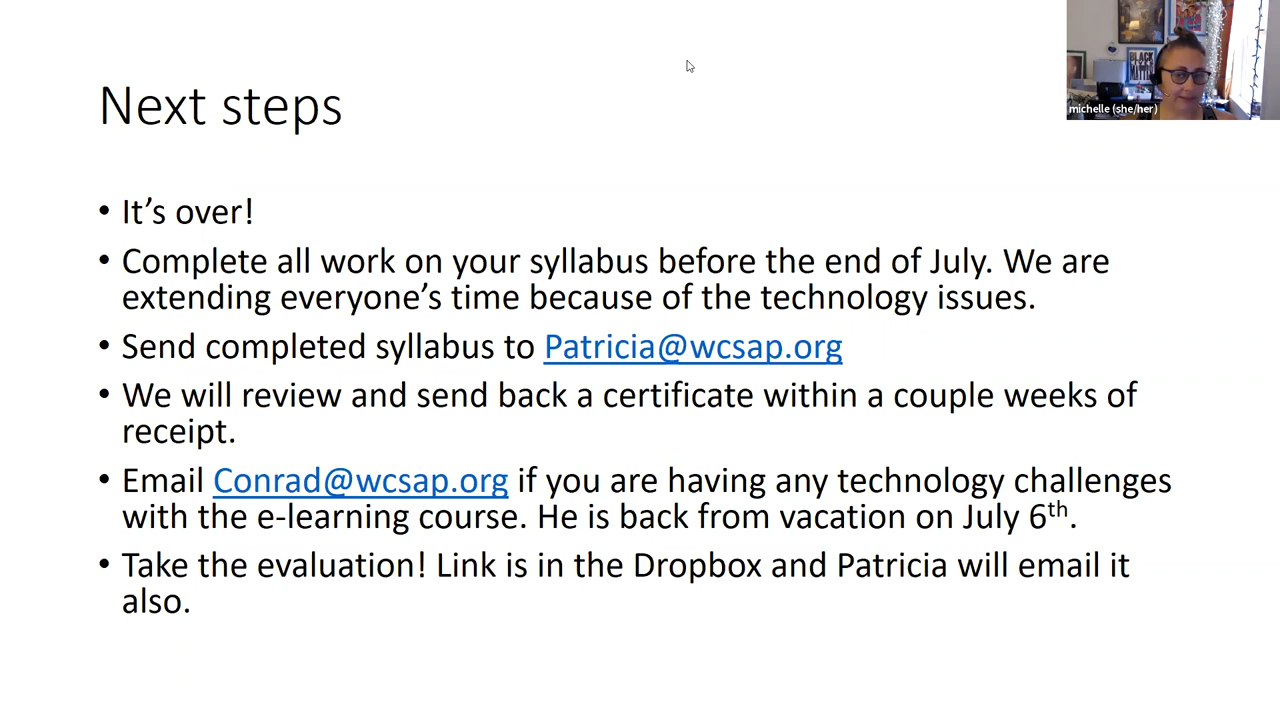 Next steps
• It's over!
• Complete all work on your syllabus before the end of July. We are
extending everyone's time because of the technology issues.
• Send completed syllabus to Patricia@wcsap.org
• We will review and send back a certificate within a couple weeks of
receipt.
• Email Conrad@wcsap.org if you are having any technology challenges
with the e-learning course. He is back from vacation on July 6th.
• Take the evaluation! Link is in the Dropbox and Patricia will email it
also.
BLACK
michelle (she/her)